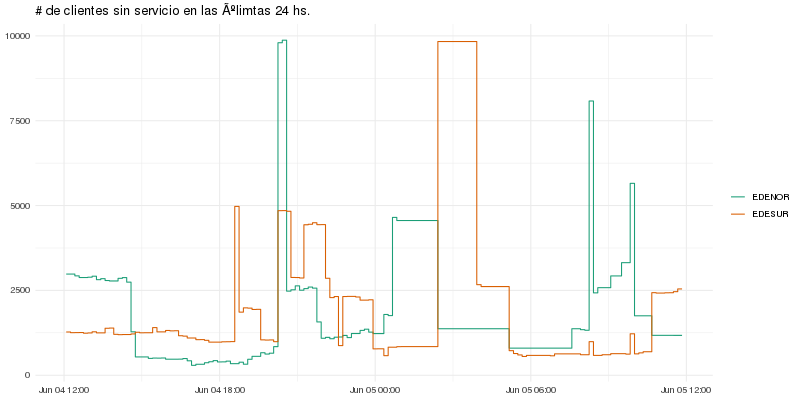 # de clientes sin servicio en las Ãºlimtas 24 hs.
10000
7500
5000
2500
0
Jun 04 12:00
Jun 04 18:00
Jun 05 00:00
Jun 05 06:00
Jun 05 12:00
EDENOR
EDESUR